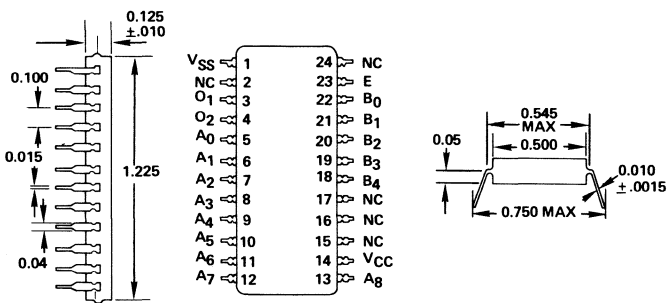 0.125
±.010
0.100
0.015
0.04
1.225
VSS 1 24 NC
NC 2 23 E
O1 3 22 B0
O2 4 21 B1
A0 5 20 B2
A1 6 19 B3
A2 7 18 B4
A3 8 17 NC
A4 9 16 NC
A5 10 15 NC
A6 11 14 VCC
A7 12 13 A8
0.545
MAX
0.500
0.05
0.010
±.0015
0.750 MAX